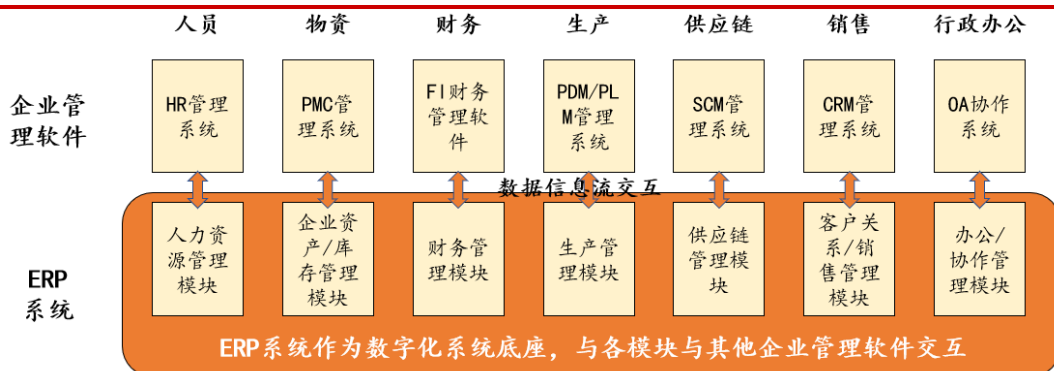 人员 物资 财务 生产 供应链 销售 行政办公
企业管
理软件
HR管理
系统
PMC管
理系统
FI财务
管理软
件
PDM/PL
M管理
系统
SCM管
理系统
CRM管
理系统
OA协作
系统
数据信息流交互
ERP
系统
人力资
源管理
模块
企业资
产/库
存管理
模块
财务管
理模块
生产管
理模块
供应链
管理模
块
客户关
系/销
售管理
模块
办公/
协作管
理模块
ERP系统作为数字化系统底座，与各模块与其他企业管理软件交互